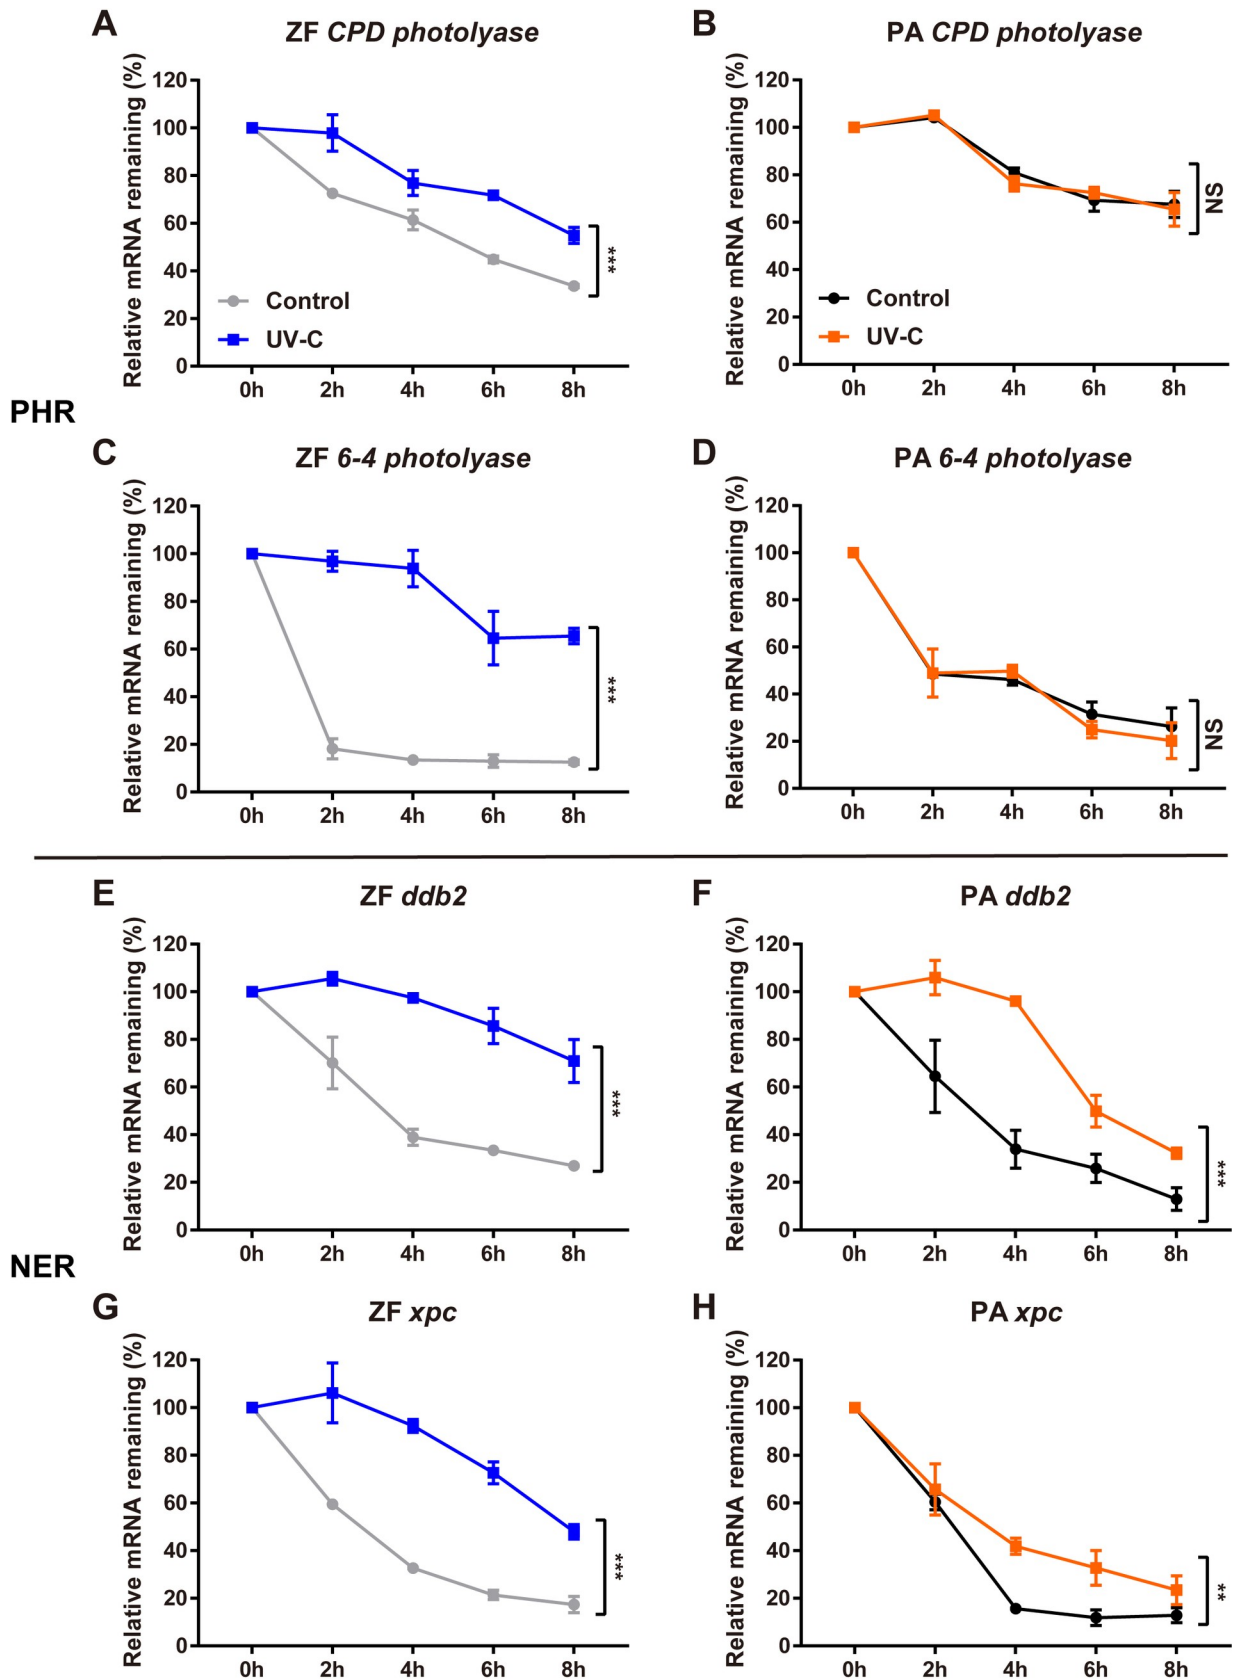 A
ZF CPD photolyase
Relative mRNA remaining (%)
120
100
80
60
40
20
0
0h 2h 4h 6h 8h
Control
UV-C
***
B
PA CPD photolyase
Relative mRNA remaining (%)
120
100
80
60
40
20
0
0h 2h 4h 6h 8h
Control
UV-C
NS
PHR
C
ZF 6-4 photolyase
Relative mRNA remaining (%)
120
100
80
60
40
20
0
0h 2h 4h 6h 8h
***
D
PA 6-4 photolyase
Relative mRNA remaining (%)
120
100
80
60
40
20
0
0h 2h 4h 6h 8h
NS
E
ZF ddb2
Relative mRNA remaining (%)
120
100
80
60
40
20
0
0h 2h 4h 6h 8h
***
F
PA ddb2
Relative mRNA remaining (%)
120
100
80
60
40
20
0
0h 2h 4h 6h 8h
***
NER
G
ZF xpc
Relative mRNA remaining (%)
120
100
80
60
40
20
0
0h 2h 4h 6h 8h
***
H
PA xpc
Relative mRNA remaining (%)
120
100
80
60
40
20
0
0h 2h 4h 6h 8h
**